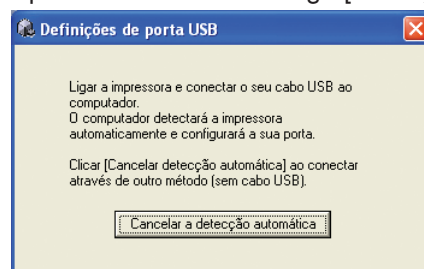 Definições de porta USB
Ligar a impressora e conectar o seu cabo USB ao
computador.
O computador detectará a impressora
automaticamente e configurará a sua porta.
Clicar [Cancelar detecção automática] ao conectar
através de outro método (sem cabo USB).
Cancelar a detecção automática